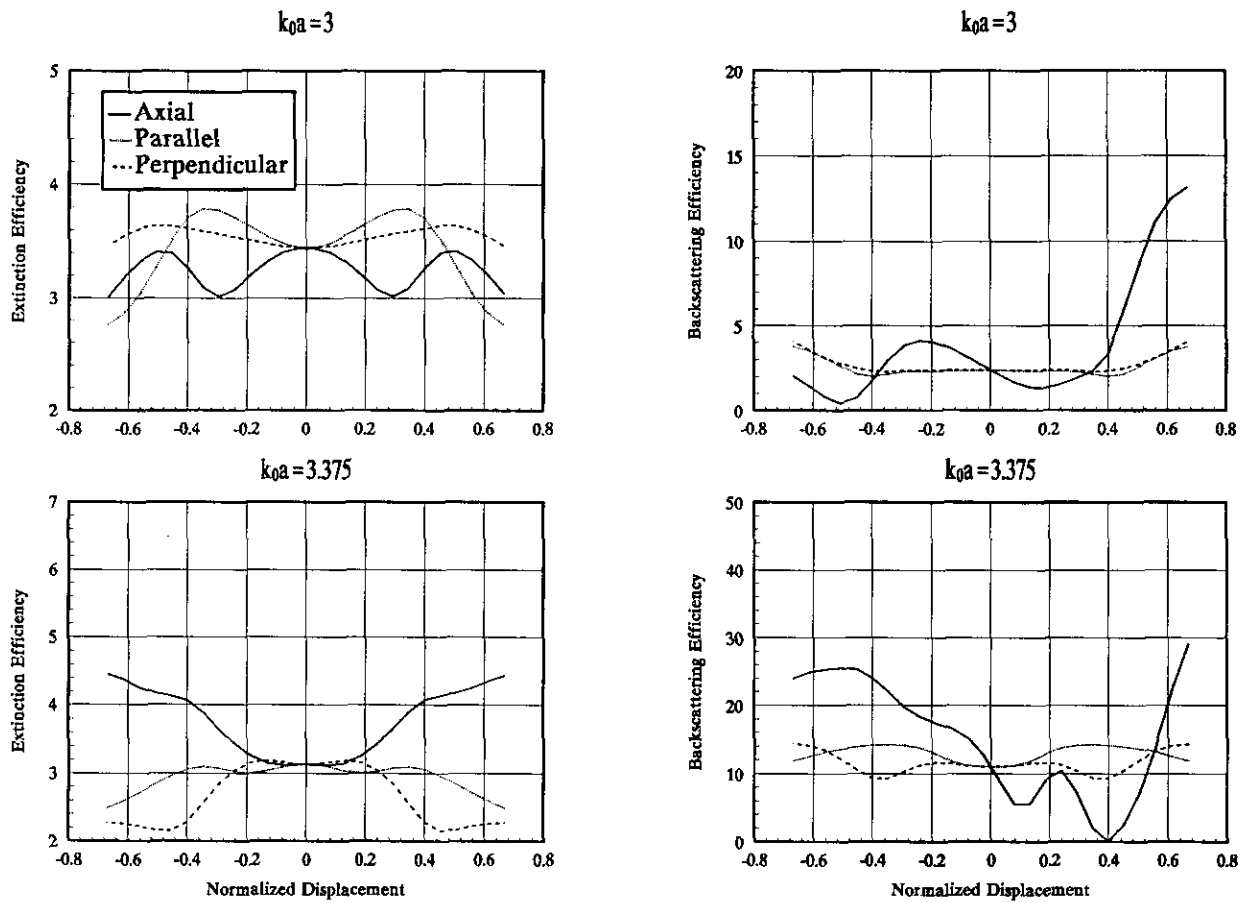 k₀a=3
Extinction Efficiency
5
4
3
2
Axial
Parallel
Perpendicular
-0.8 -0.6 -0.4 -0.2 0 0.2 0.4 0.6 0.8
k₀a=3
Backscattering Efficiency
20
15
10
5
0
-0.8 -0.6 -0.4 -0.2 0 0.2 0.4 0.6 0.8
k₀a=3.375
Extinction Efficiency
7
6
5
4
3
2
-0.8 -0.6 -0.4 -0.2 0 0.2 0.4 0.6 0.8
Normalized Displacement
k₀a=3.375
Backscattering Efficiency
50
40
30
20
10
0
-0.8 -0.6 -0.4 -0.2 0 0.2 0.4 0.6 0.8
Normalized Displacement